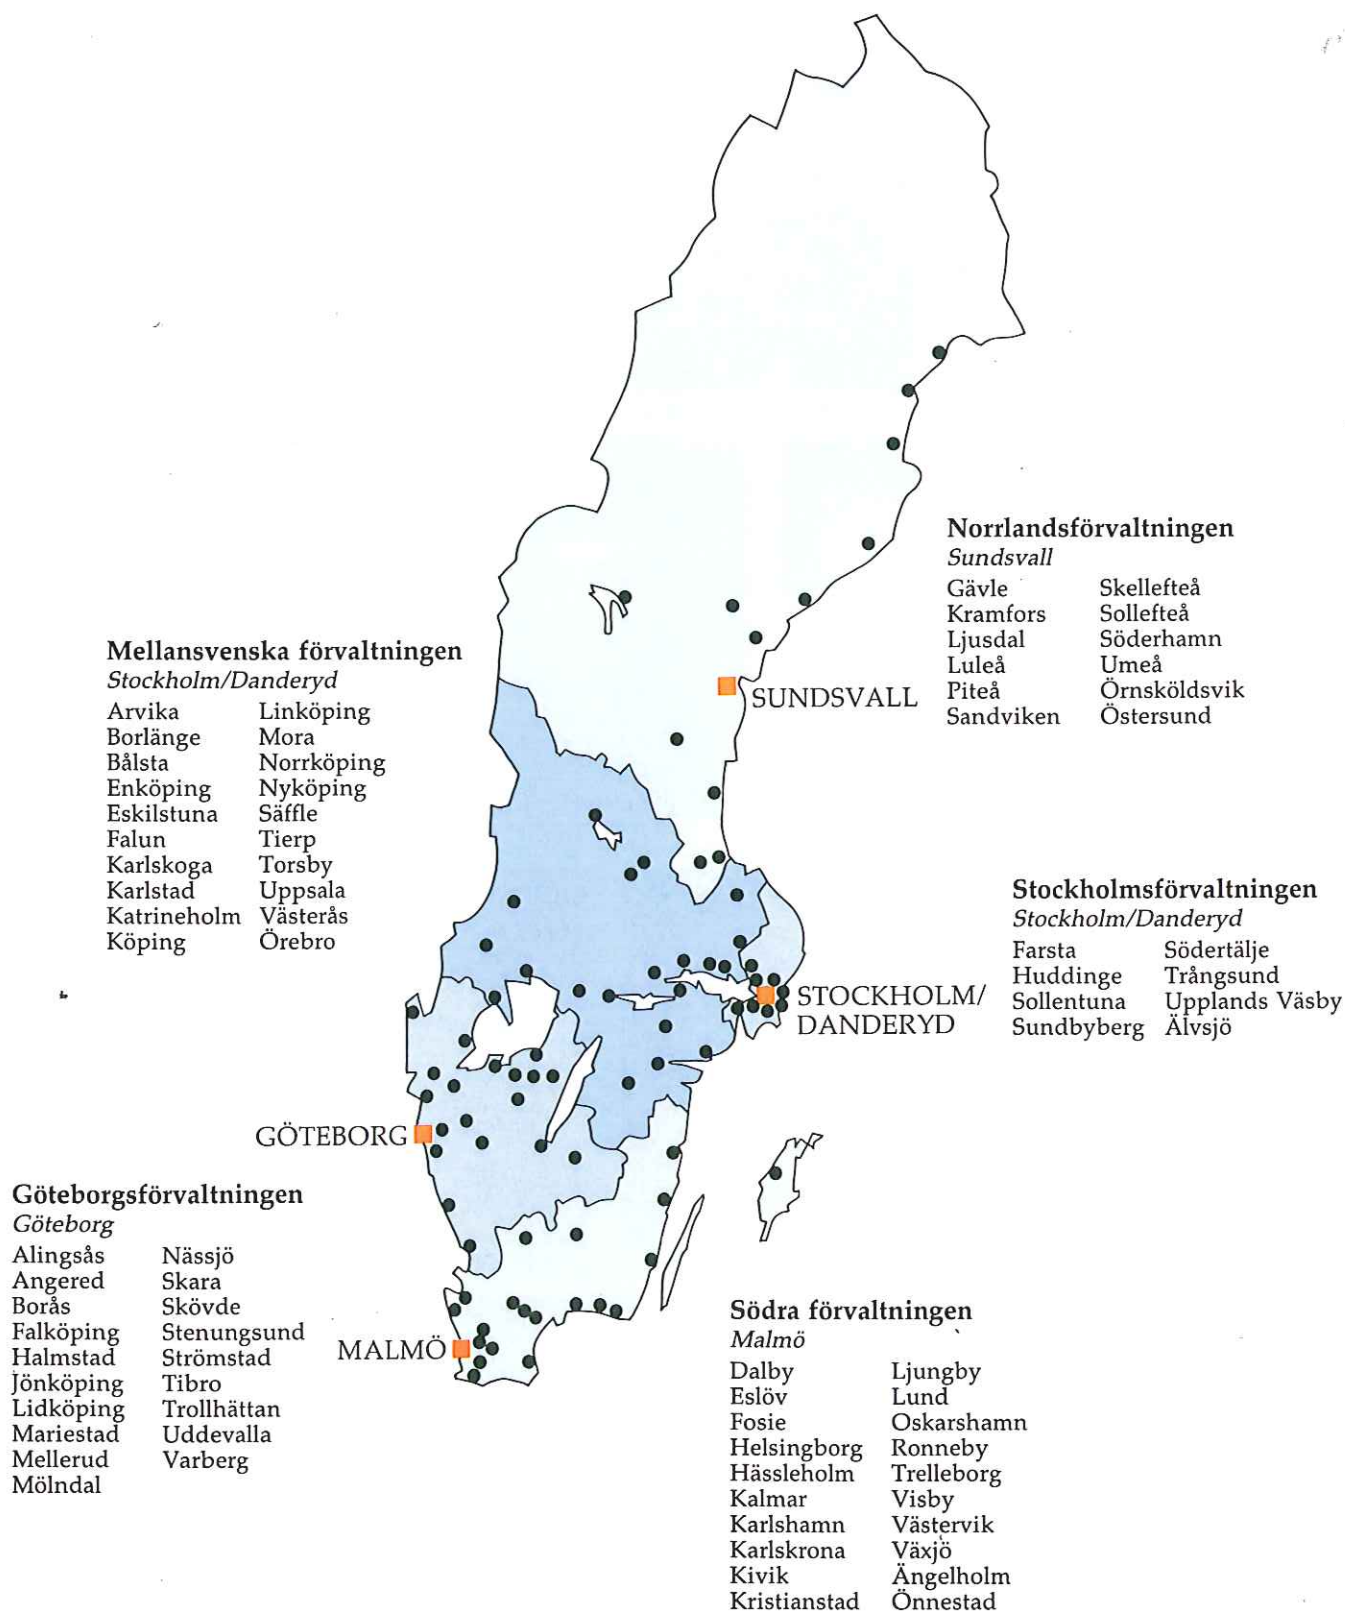 Norrlandsförvaltningen
Sundsvall
Gävle Skellefteå
Kramfors Sollefteå
Ljusdal Söderhamn
Luleå Umeå
Piteå Örnsköldsvik
Sandviken Östersund
Mellansvenska förvaltningen
Stockholm/Danderyd
Arvika Linköping
Borlänge Mora
Bålsta Norrköping
Enköping Nyköping
Eskilstuna Säffle
Falun Tierp
Karlskoga Torsby
Karlstad Uppsala
Katrineholm Västerås
Köping Örebro
SUNDSVALL
Stockholmsförvaltningen
Stockholm/Danderyd
Farsta Södertälje
Huddinge Trångsund
Sollentuna Upplands Väsby
Sundbyberg Älvsjö
STOCKHOLM/
DANDERYD
GÖTEBORG
Göteborgsförvaltningen
Göteborg
Alingsås Nässjö
Angered Skara
Borås Skövde
Falköping Stenungsund
Halmstad Strömstad
Jönköping Tibro
Lidköping Trollhättan
Mariestad Uddevalla
Mellerud Varberg
Mölndal
MALMÖ
Södra förvaltningen
Malmö
Dalby Ljungby
Eslöv Lund
Fosie Oskarshamn
Helsingborg Ronneby
Hässleholm Trelleborg
Kalmar Visby
Karlshamn Västervik
Karlskrona Växjö
Kivik Ängelholm
Kristianstad Önnestad